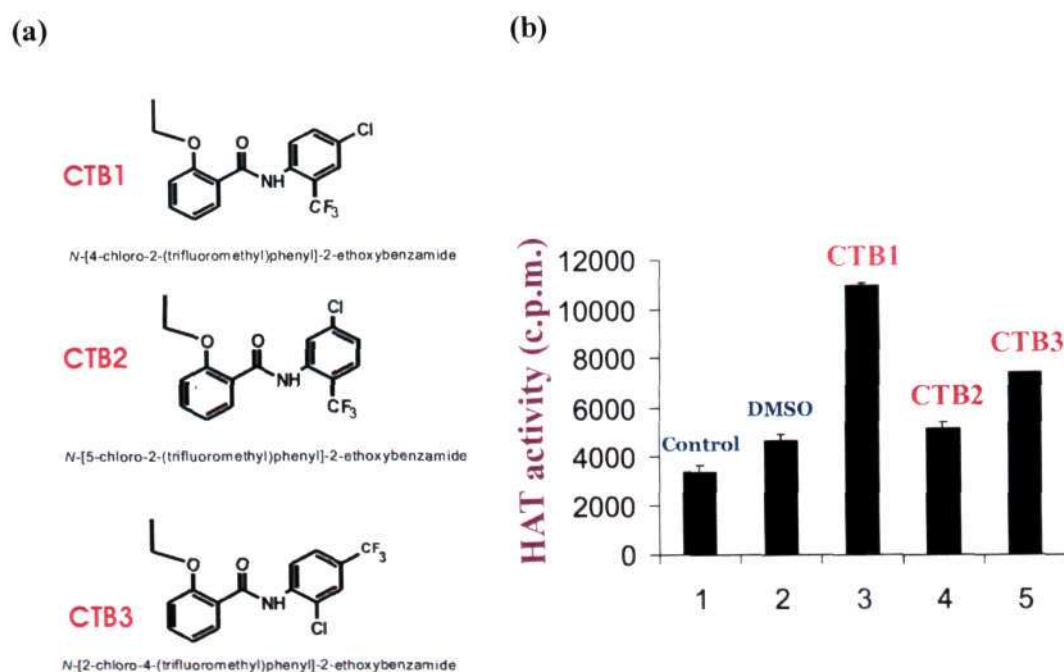 (a)
(b)
O
O
NH
Cl
CF3
CTB1
N-[4-chloro-2-(trifluoromethyl)phenyl]-2-ethoxybenzamide
O
O
NH
Cl
CF3
CTB2
N-[5-chloro-2-(trifluoromethyl)phenyl]-2-ethoxybenzamide
O
O
NH
CF3
Cl
CTB3
N-[2-chloro-4-(trifluoromethyl)phenyl]-2-ethoxybenzamide
HAT activity (c.p.m.)
12000
10000
8000
6000
4000
2000
0
Control
DMSO
CTB1
CTB2
CTB3
1 2 3 4 5